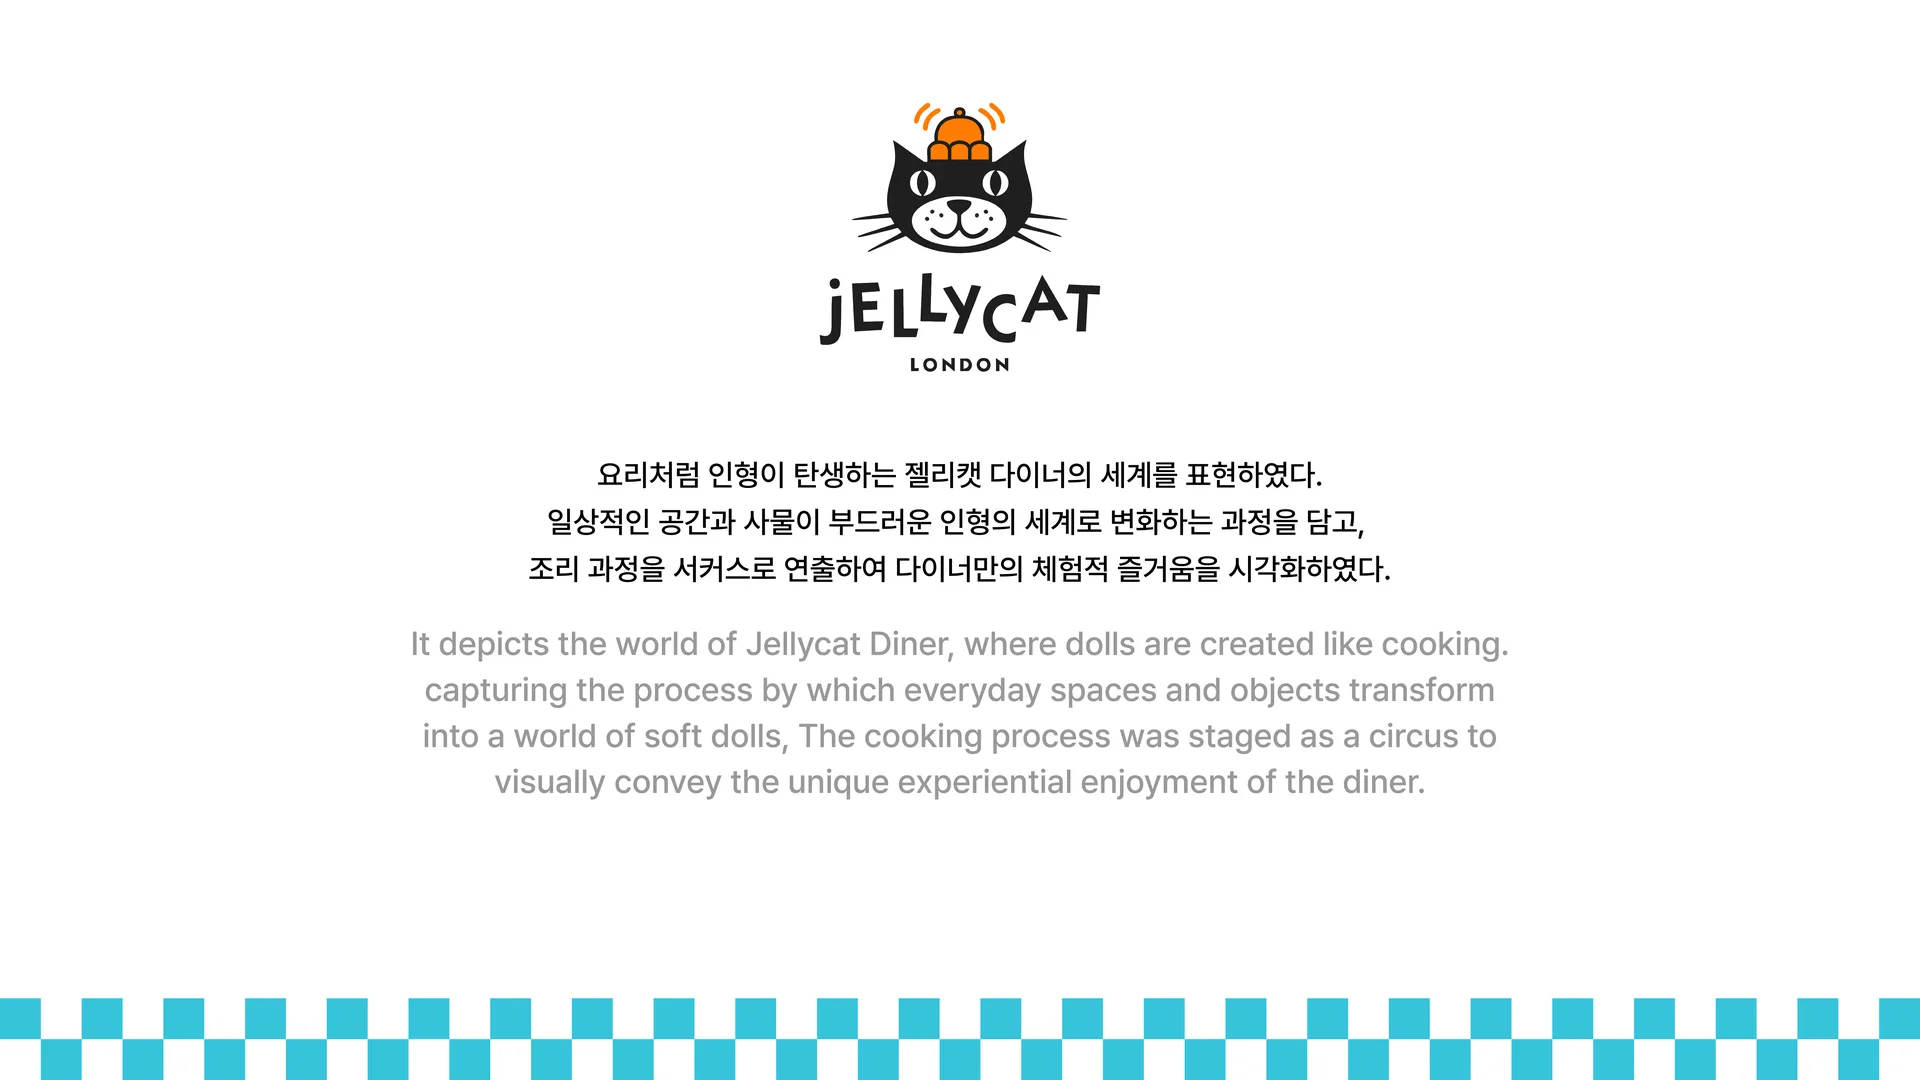 jELLYCAT
LONDON
요리처럼 인형이 탄생하는 젤리캣 다이너의 세계를 표현하였다.
일상적인 공간과 사물이 부드러운 인형의 세계로 변화하는 과정을 담고,
조리 과정을 서커스로 연출하여 다이너만의 체험적 즐거움을 시각화하였다.
It depicts the world of Jellycat Diner, where dolls are created like cooking.
capturing the process by which everyday spaces and objects transform
into a world of soft dolls, The cooking process was staged as a circus to
visually convey the unique experiential enjoyment of the diner.